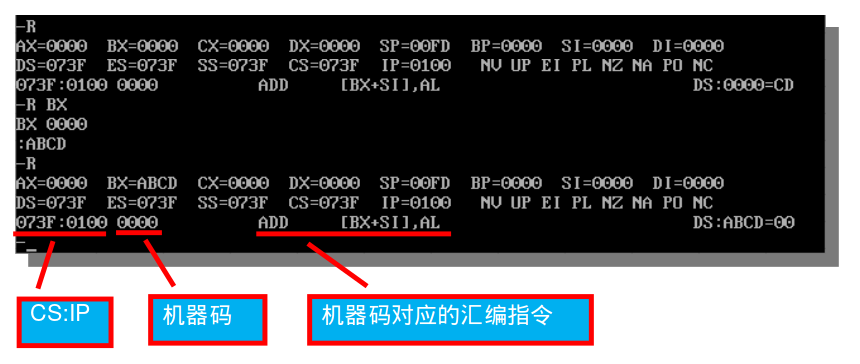 -R
AX=0000 BX=0000 CX=0000 DX=0000 SP=00FD BP=0000 SI=0000 DI=0000
DS=073F ES=073F SS=073F CS=073F IP=0100 NV UP EI PL NZ NA PO NC
073F:0100 0000 ADD [BX+SI],AL DS:0000=CD
-R BX
BX 0000
:ABCD
-R
AX=0000 BX=ABCD CX=0000 DX=0000 SP=00FD BP=0000 SI=0000 DI=0000
DS=073F ES=073F SS=073F CS=073F IP=0100 NV UP EI PL NZ NA PO NC
073F:0100 0000 ADD [BX+SI],AL DS:ABCD=00
-_
CS:IP 机器码 机器码对应的汇编指令